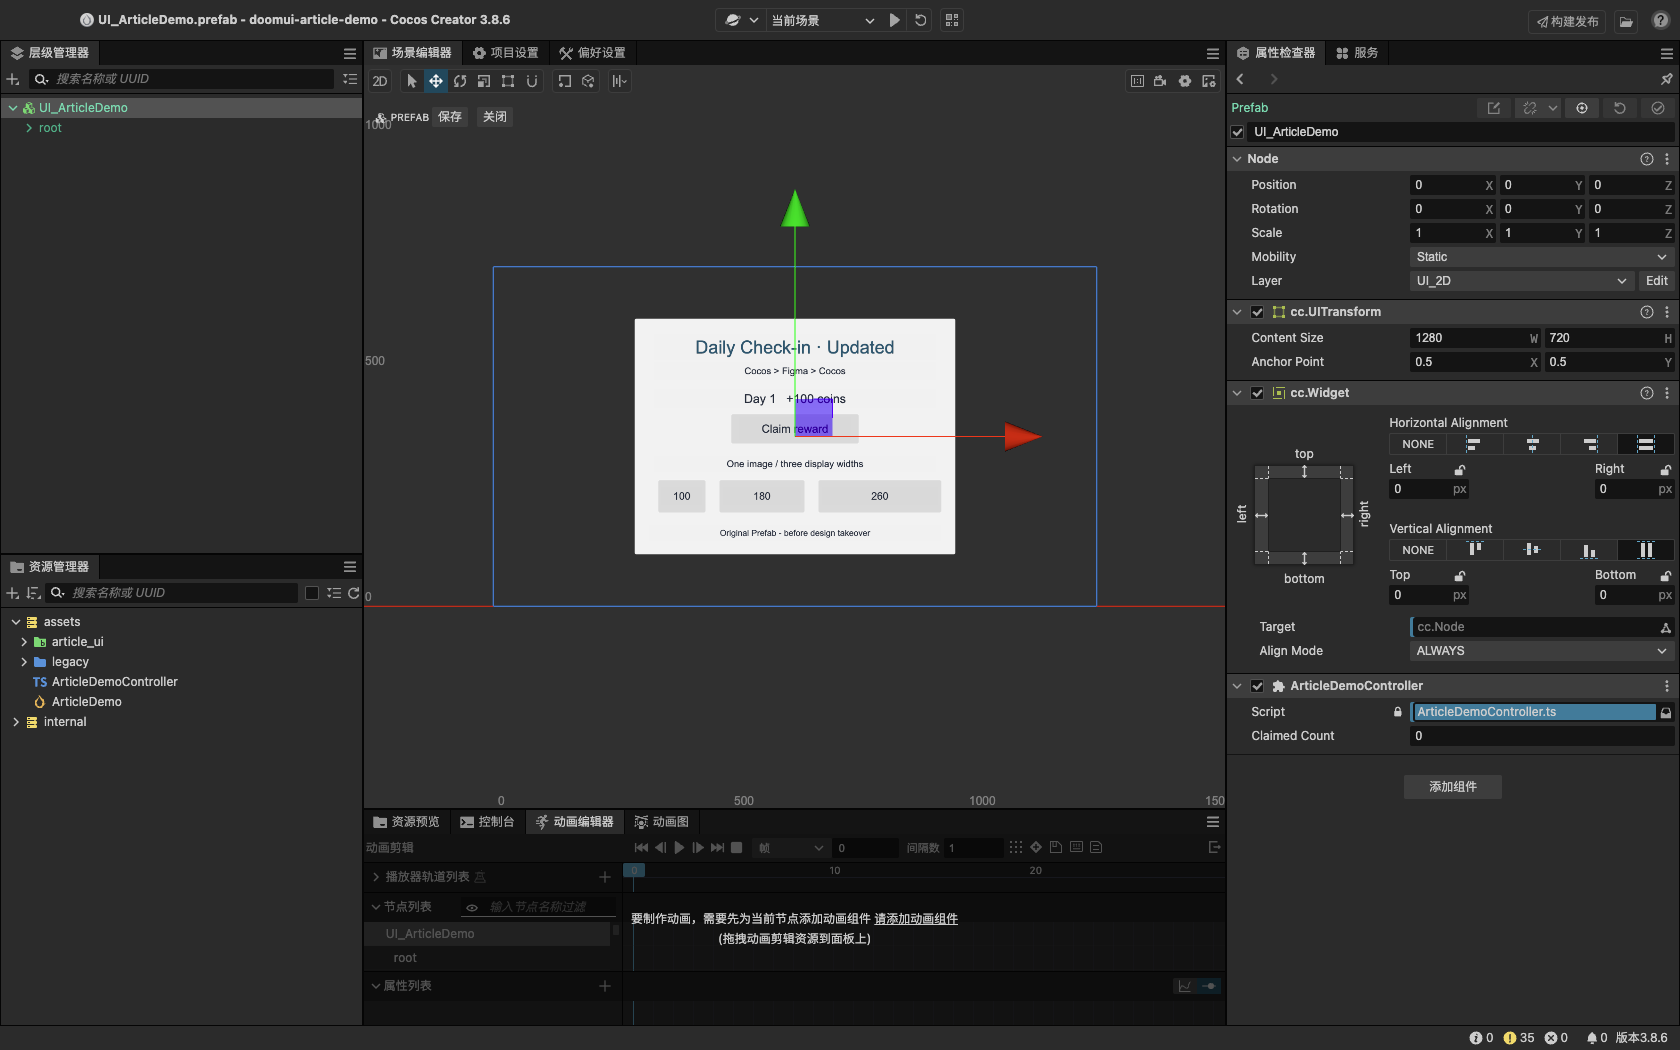 UI_ArticleDemo.prefab - doomui-article-demo - Cocos Creator 3.8.6
当前场景
构建发布
层级管理器
搜索名称或 UUID
UI_ArticleDemo
root
场景编辑器
项目设置
偏好设置
2D
PREFAB
保存
关闭
1000
500
0
Daily Check-in · Updated
Cocos > Figma > Cocos
Day 1 +100 coins
Claim reward
One image / three display widths
100
180
260
Original Prefab - before design takeover
0
500
1000
150
属性检查器
服务
Prefab
UI_ArticleDemo
Node
Position
0 X
0 Y
0 Z
Rotation
0 X
0 Y
0 Z
Scale
1 X
1 Y
1 Z
Mobility
Static
Layer
UI_2D
Edit
cc.UITransform
Content Size
1280 W
720 H
Anchor Point
0.5 X
0.5 Y
cc.Widget
Horizontal Alignment
NONE
Left
Right
0 px
0 px
top
left
right
bottom
Vertical Alignment
NONE
Top
Bottom
0 px
0 px
Target
cc.Node
Align Mode
ALWAYS
ArticleDemoController
Script
ArticleDemoController.ts
Claimed Count
0
添加组件
资源管理器
搜索名称或 UUID
assets
article_ui
legacy
TS ArticleDemoController
ArticleDemo
internal
资源预览
控制台
动画编辑器
动画图
动画剪辑
帧
0
间隔数
1
播放器轨道列表
0
10
20
节点列表
输入节点名称过滤
UI_ArticleDemo
root
要制作动画，需要先为当前节点添加动画组件 请添加动画组件
(拖拽动画剪辑资源到面板上)
属性列表
0
35
0
0
版本3.8.6